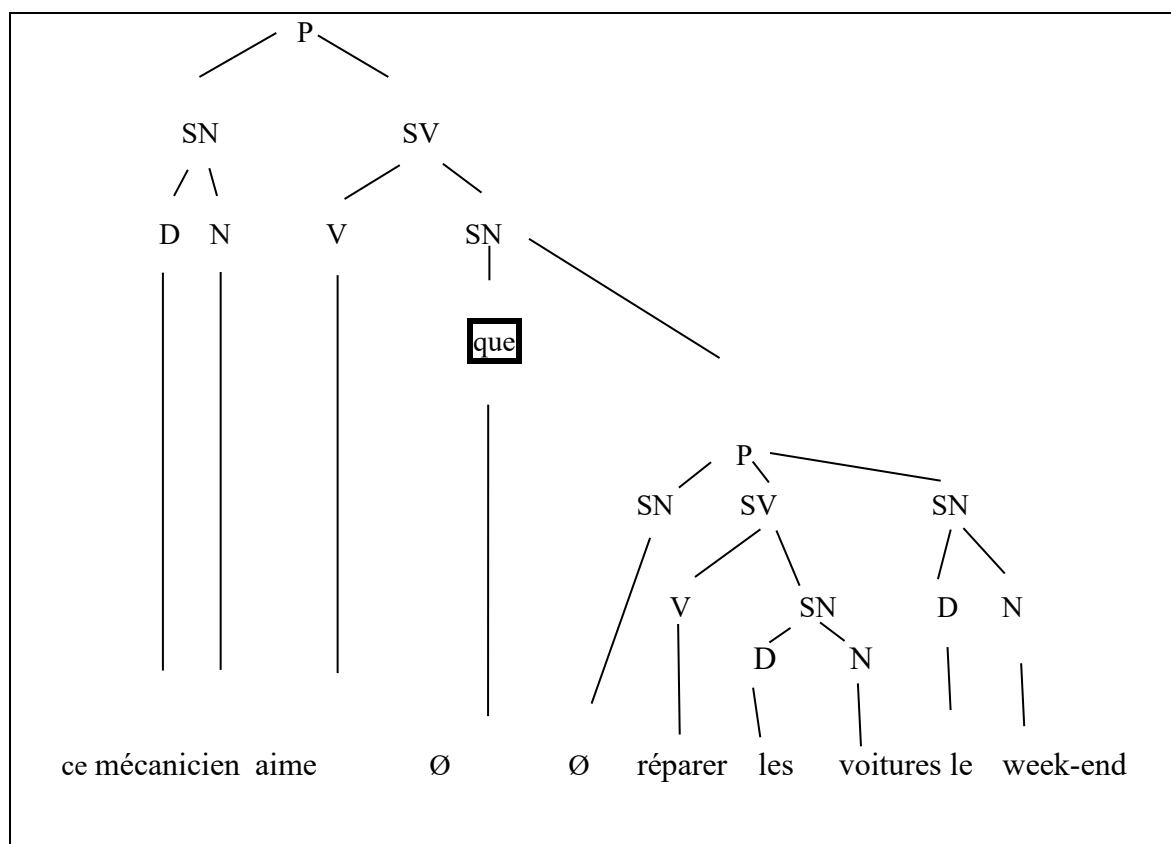 P
SN SV
D N V SN
que
P
SN SV SN
V SN D N
D N
ce mécanicien aime Ø Ø réparer les voitures le week-end